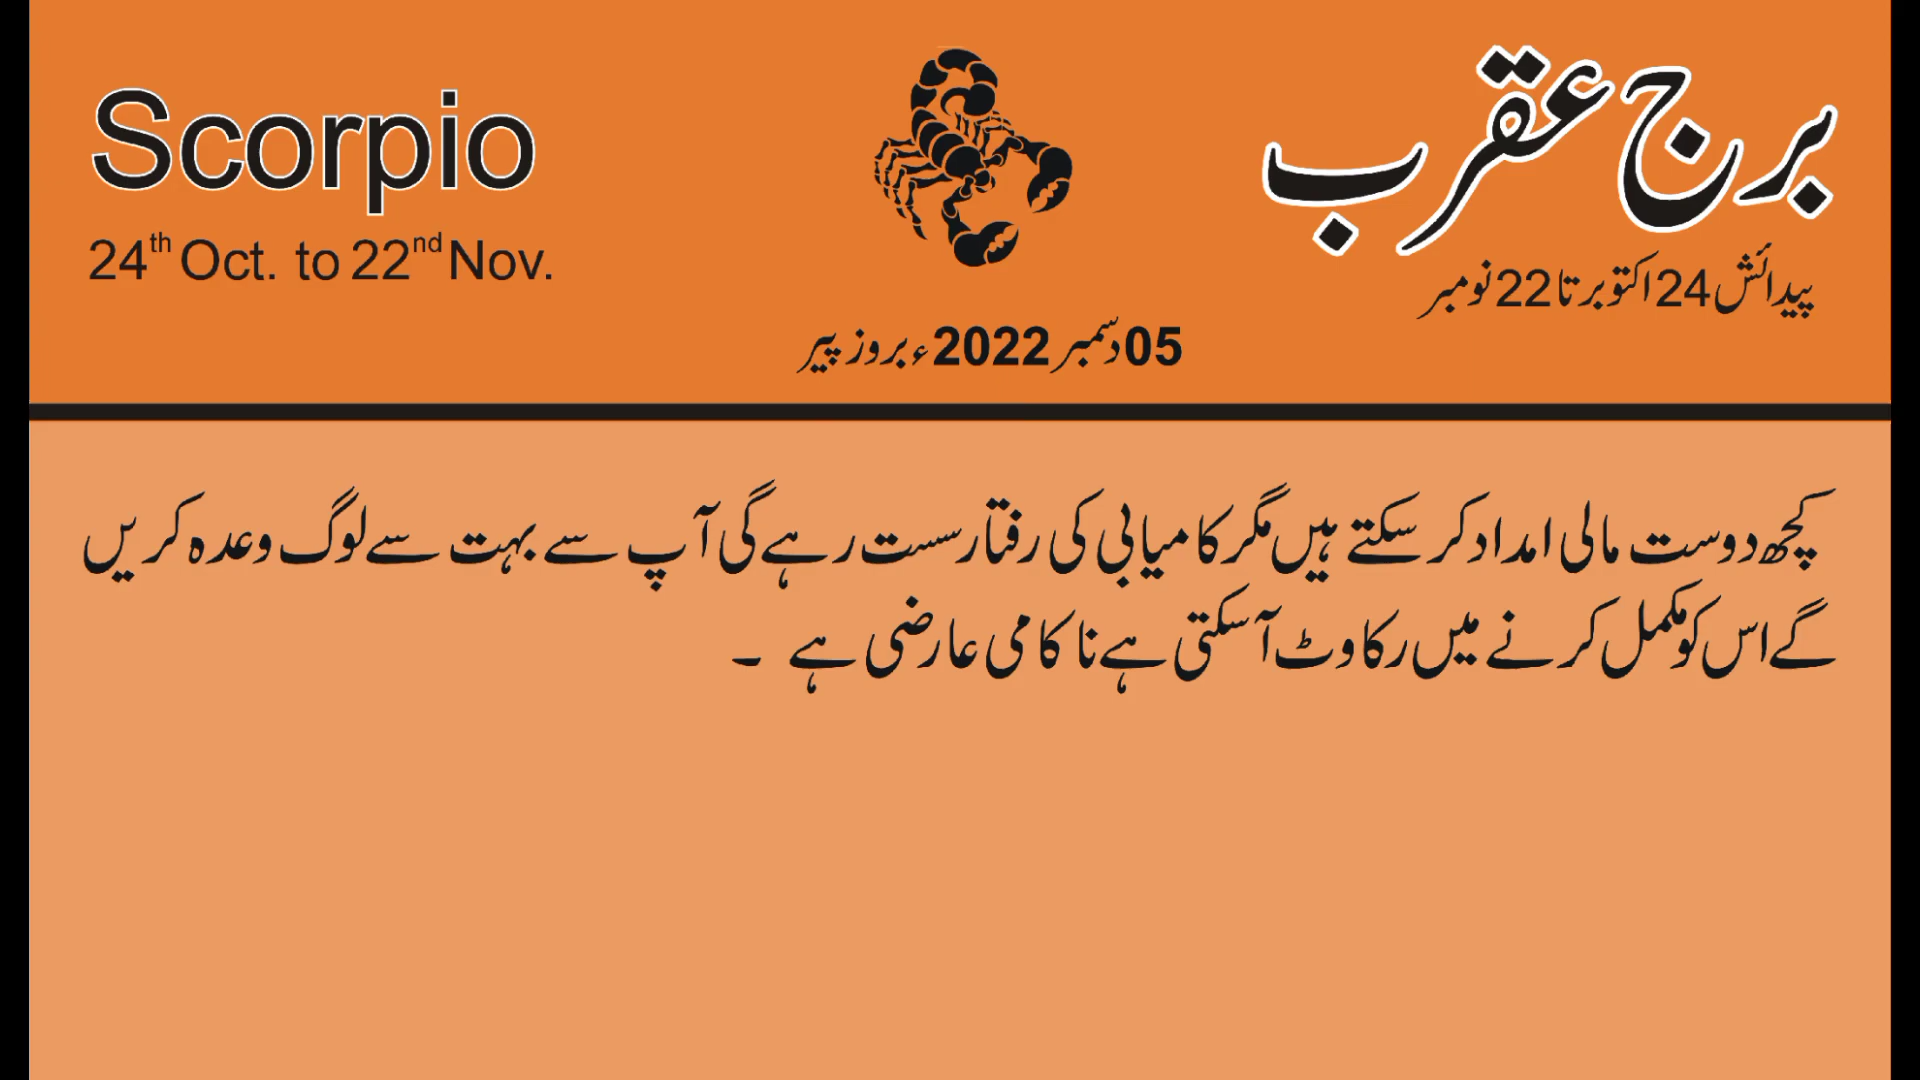 Scorpio
برج عقرب
24th Oct. to 22nd Nov.
پیدائش 24 اکتوبر تا 22 نومبر
05 دسمبر 2022ء بروز پیر
کچھ دوست مالی امداد کر سکتے ہیں مگر کامیابی کی رفتار سست رہے گی آپ سے بہت سے لوگ وعدہ کریں
گے اس کو مکمل کرنے میں رکاوٹ آسکتی ہے ناکامی عارضی ہے ۔